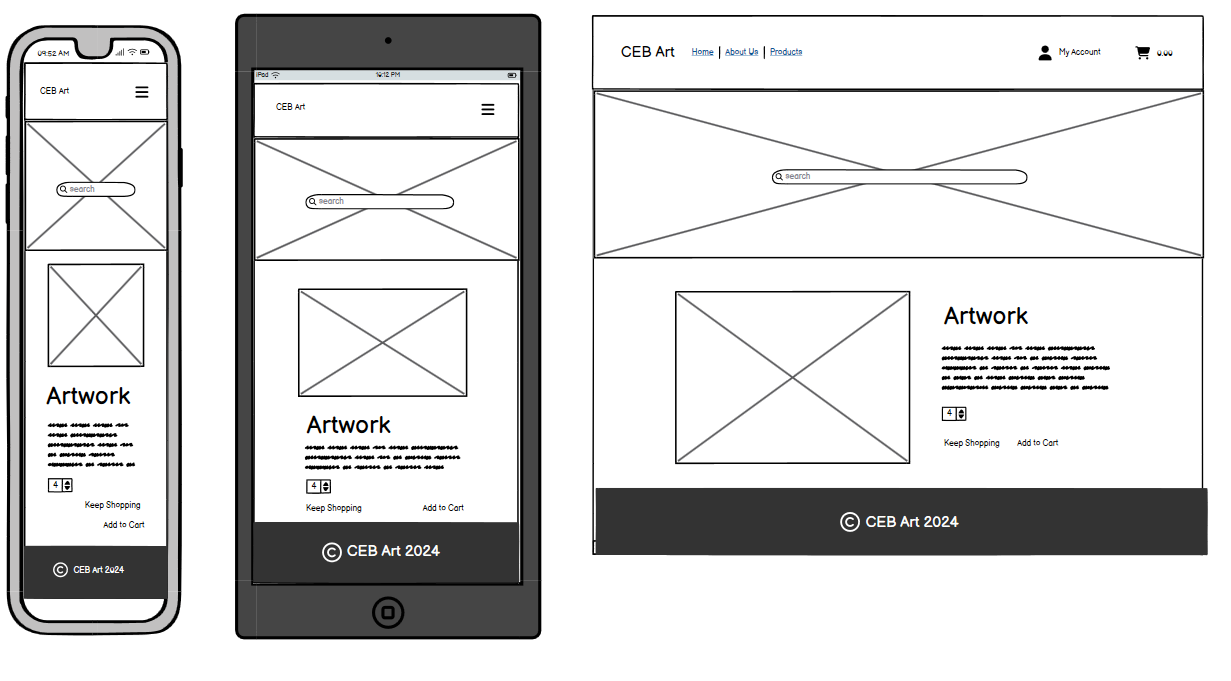 09:52 AM
CEB Art
search
Artwork
4
Keep Shopping
Add to Cart
© CEB Art 2024
iPad
10:12 PM
CEB Art
search
Artwork
4
Keep Shopping Add to Cart
© CEB Art 2024
CEB Art Home | About Us | Products My Account 0.00
search
Artwork
4
Keep Shopping Add to Cart
© CEB Art 2024